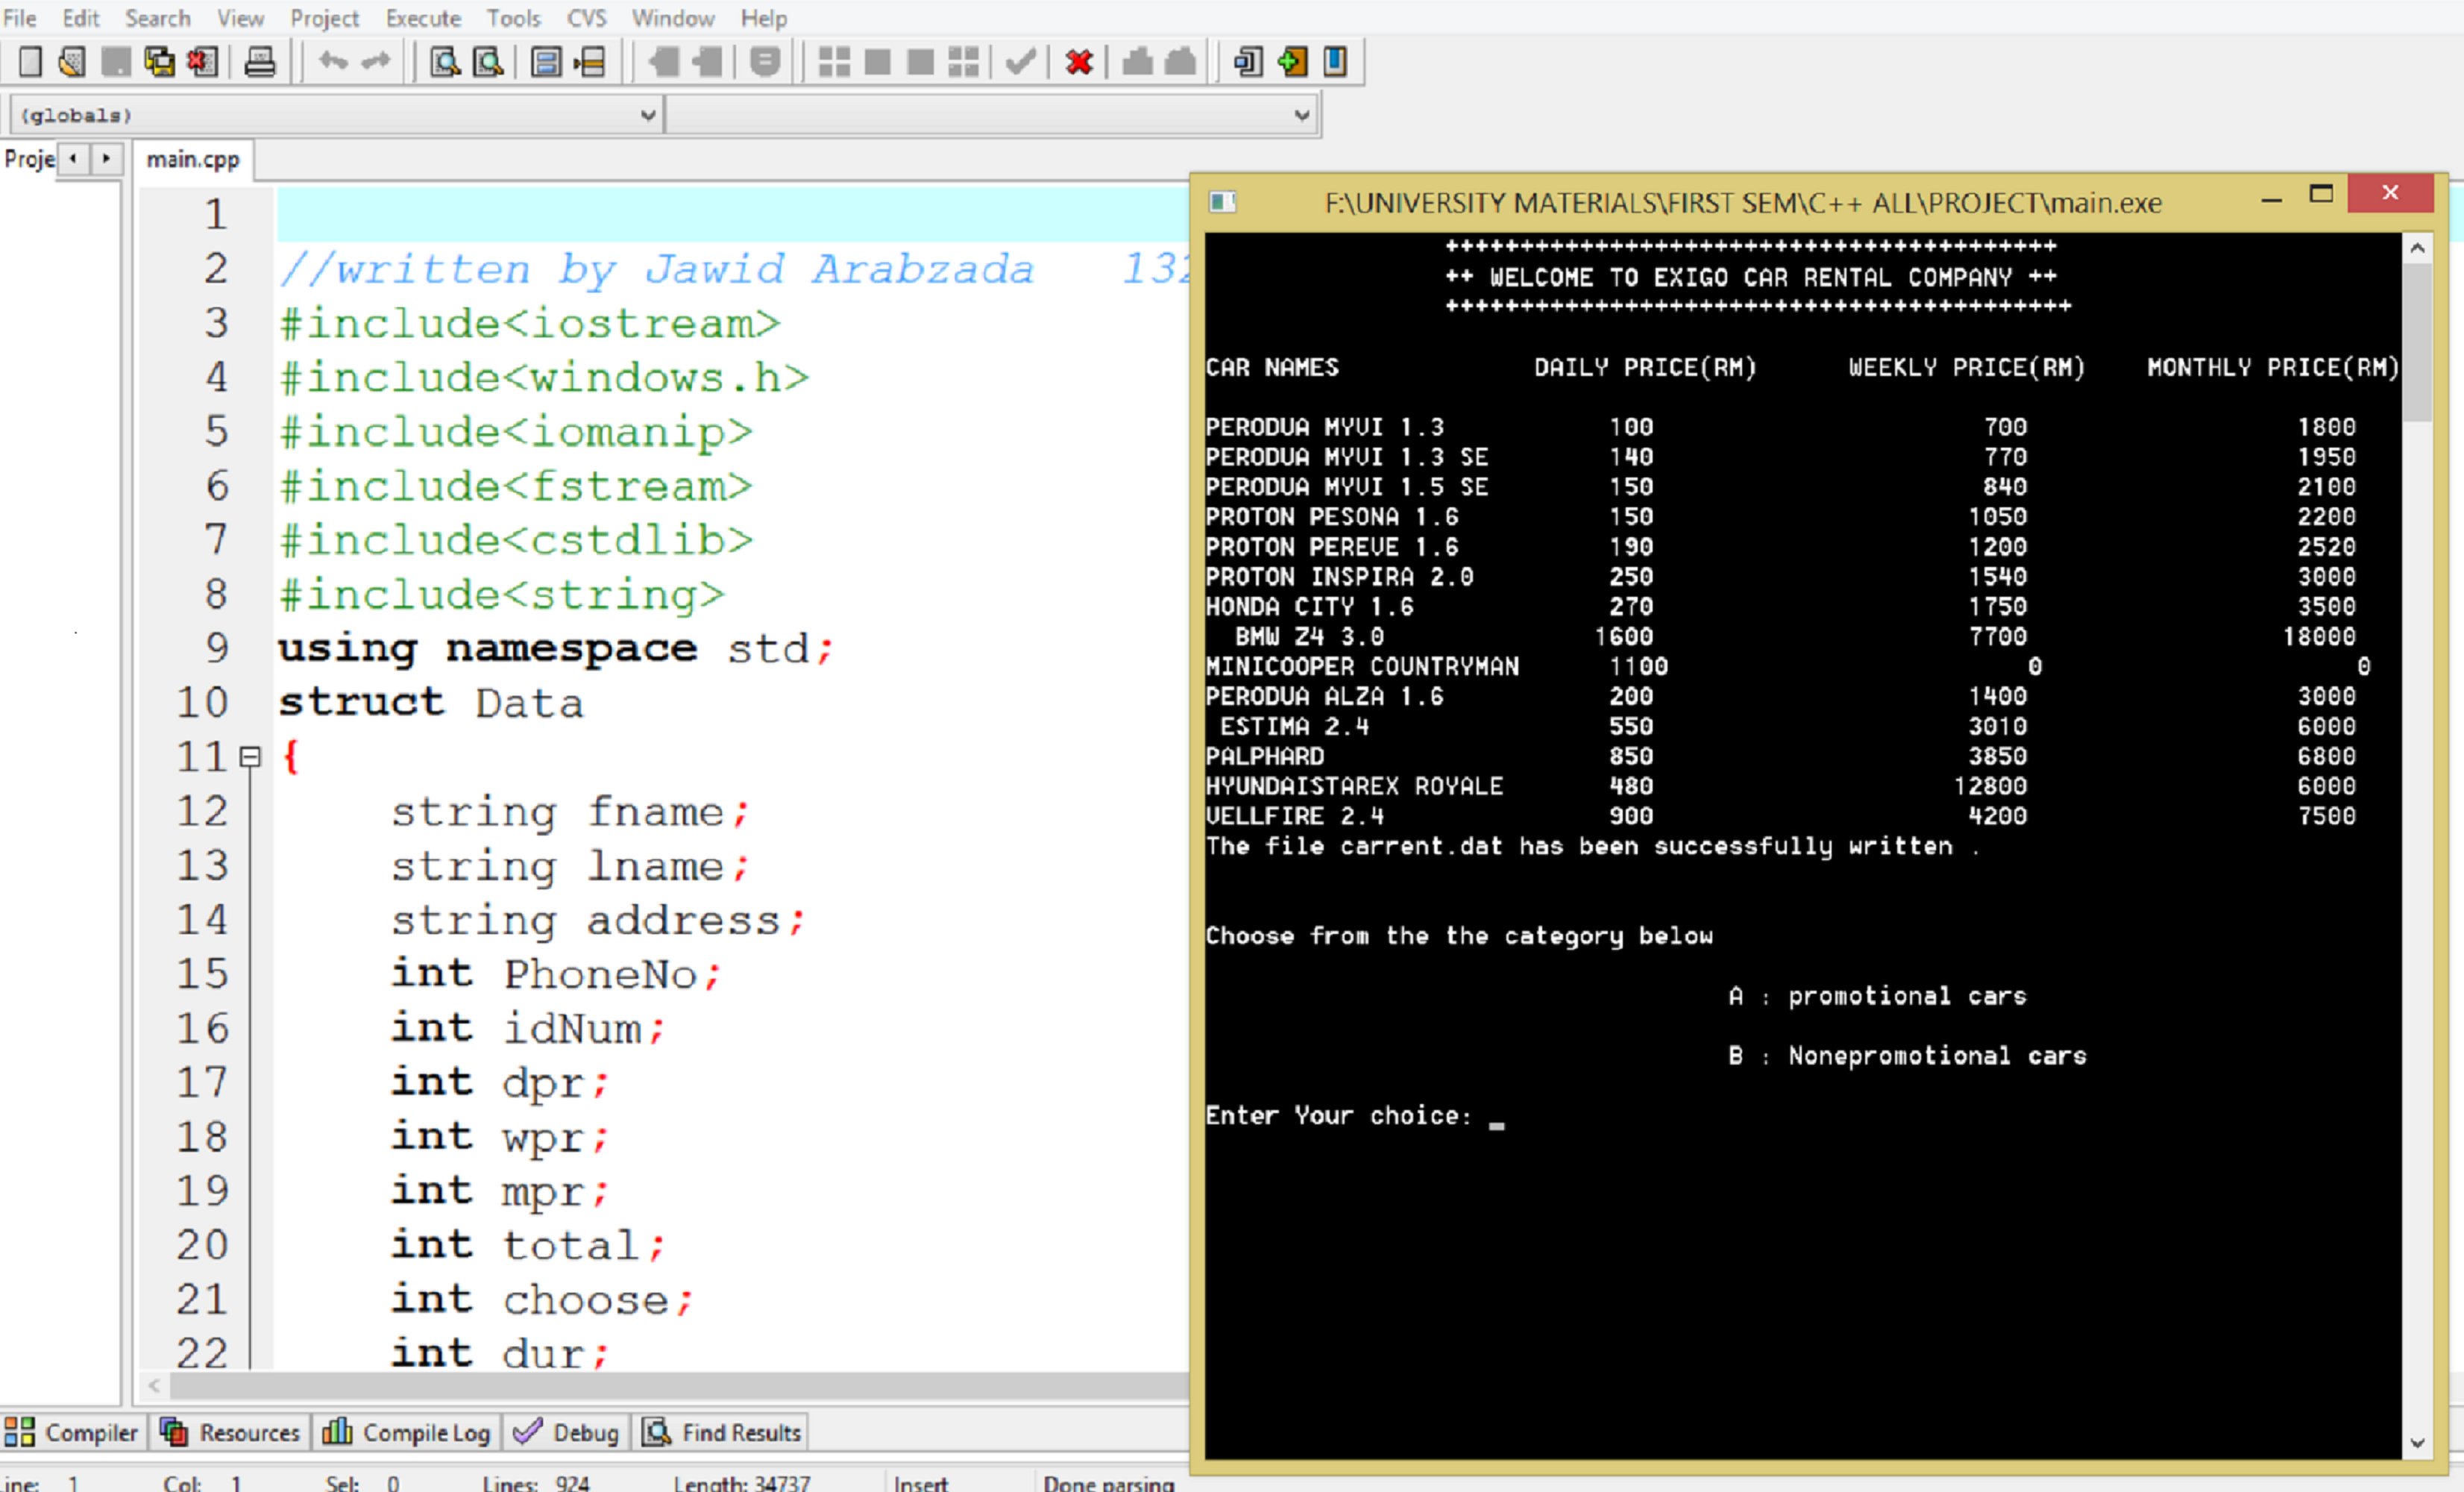 File Edit Search View Project Execute Tools CVS Window Help
(globals)
Proje
main.cpp
1
2 //written by Jawid Arabzada 132
3 #include<iostream>
4 #include<windows.h>
5 #include<iomanip>
6 #include<fstream>
7 #include<cstdlib>
8 #include<string>
9 using namespace std;
10 struct Data
11 {
12 string fname;
13 string lname;
14 string address;
15 int PhoneNo;
16 int idNum;
17 int dpr;
18 int wpr;
19 int mpr;
20 int total;
21 int choose;
22 int dur;
F:\UNIVERSITY MATERIALS\FIRST SEM\C++ ALL\PROJECT\main.exe
+++++++++++++++++++++++++++++++++++++++++
++ WELCOME TO EXIGO CAR RENTAL COMPANY ++
++++++++++++++++++++++++++++++++++++++++++
CAR NAMES DAILY PRICE(RM) WEEKLY PRICE(RM) MONTHLY PRICE(RM)
PERODUA MYVI 1.3 100 700 1800
PERODUA MYVI 1.3 SE 140 770 1950
PERODUA MYVI 1.5 SE 150 840 2100
PROTON PESONA 1.6 150 1050 2200
PROTON PEREVE 1.6 190 1200 2520
PROTON INSPIRA 2.0 250 1540 3000
HONDA CITY 1.6 270 1750 3500
BMW Z4 3.0 1600 7700 18000
MINICOOPER COUNTRYMAN 1100 0 0
PERODUA ALZA 1.6 200 1400 3000
ESTIMA 2.4 550 3010 6000
PALPHARD 850 3850 6800
HYUNDAISTAREX ROYALE 480 12800 6000
VELLFIRE 2.4 900 4200 7500
The file carrent.dat has been successfully written .
Choose from the the category below
A : promotional cars
B : Nonepromotional cars
Enter Your choice: _
Compiler Resources Compile Log Debug Find Results
Line: 1 Col: 1 Sel: 0 Lines: 924 Length: 34737 Insert Done parsing